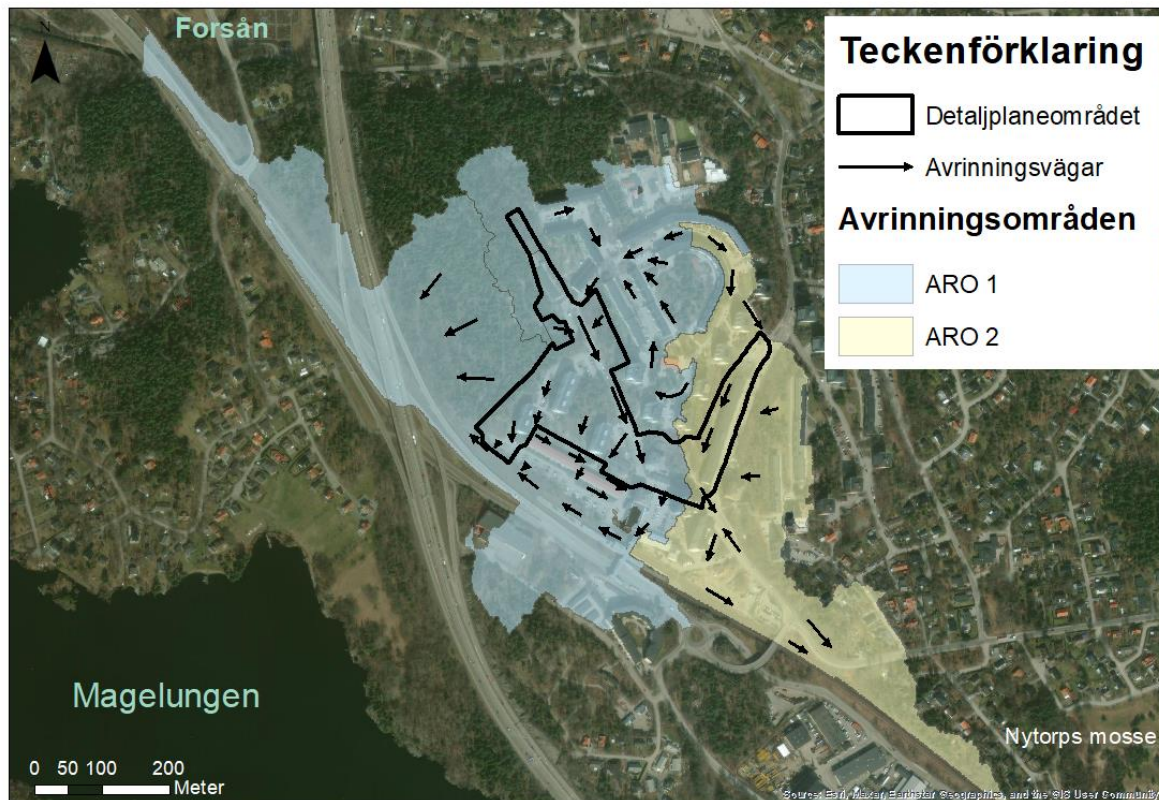 Forsån
N
Teckenförklaring
Detaljplaneområdet
Avrinningsvägar
Avrinningsområden
ARO 1
ARO 2
Magelungen
Nytorps mosse
0 50 100 200
Meter
Source: Esri, Maxar, Earthstar Geographics, and the GIS User Community